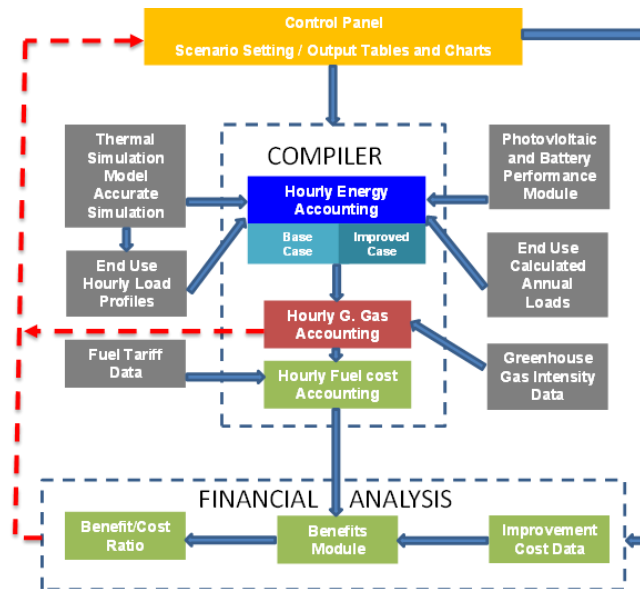 Control Panel
Scenario Setting / Output Tables and Charts
COMPILER
Thermal
Simulation
Model
Accurate
Simulation
Hourly Energy
Accounting
Base
Case
Improved
Case
Photovloltaic
and Battery
Performance
Module
End Use
Hourly Load
Profiles
End Use
Calculated
Annual
Loads
Hourly G. Gas
Accounting
Fuel Tariff
Data
Hourly Fuel cost
Accounting
Greenhouse
Gas Intensity
Data
FINANCIAL ANALYSIS
Benefit/Cost
Ratio
Benefits
Module
Improvement
Cost Data